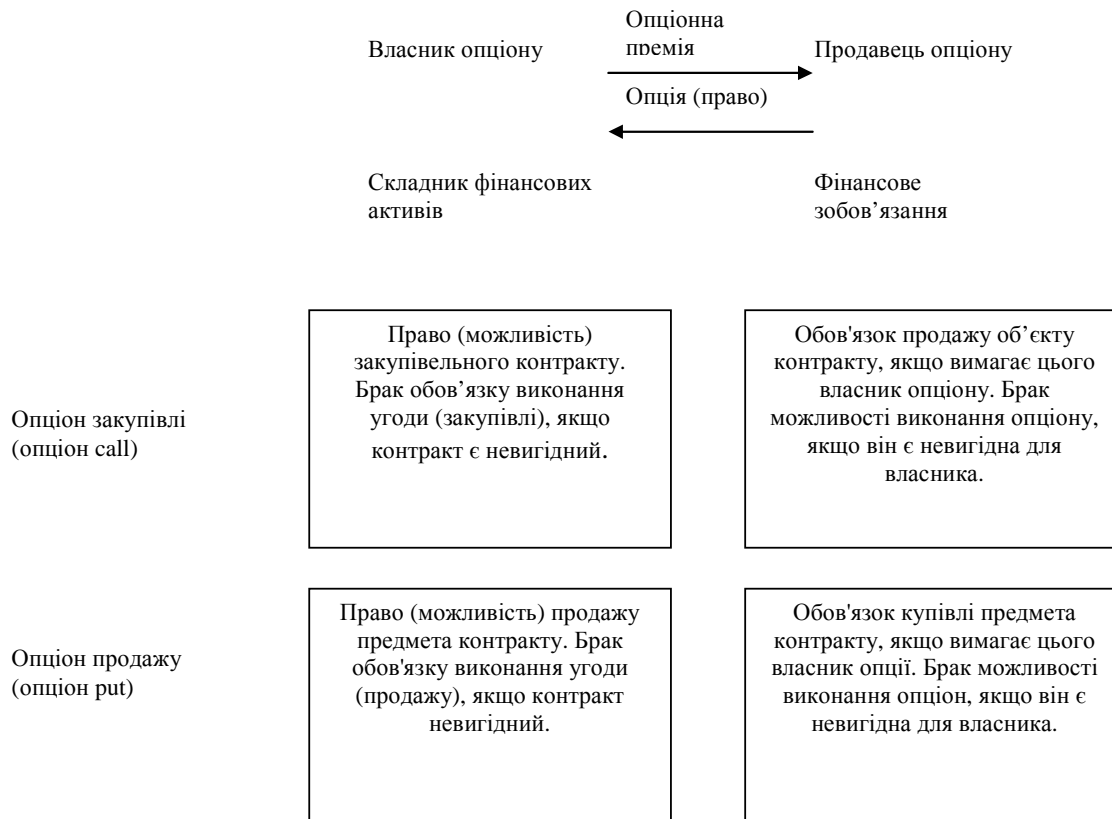 Власник опціону
Опціонна
премія
Продавець опціону
Опція (право)
Складник фінансових
активів
Фінансове
зобов’язання
Опціон закупівлі
(опціон call)
Право (можливість)
закупівельного контракту.
Брак обов’язку виконання
угоди (закупівлі), якщо
контракт є невигідний.
Обов'язок продажу об’єкту
контракту, якщо вимагає цього
власник опціону. Брак
можливості виконання опціону,
якщо він є невигідна для
власника.
Опціон продажу
(опціон put)
Право (можливість) продажу
предмета контракту. Брак
обов'язку виконання угоди
(продажу), якщо контракт
невигідний.
Обов'язок купівлі предмета
контракту, якщо вимагає цього
власник опції. Брак можливості
виконання опціон, якщо він є
невигідна для власника.